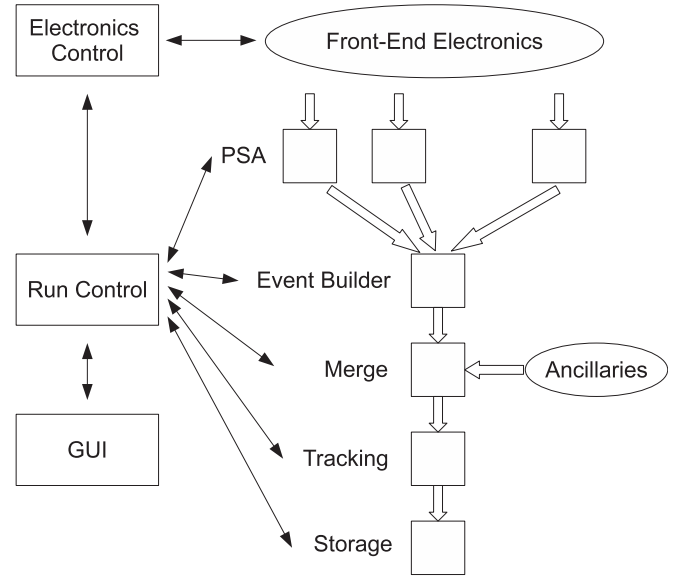 Electronics
Control
Front-End Electronics
PSA
Run Control
Event Builder
Merge
Ancillaries
GUI
Tracking
Storage